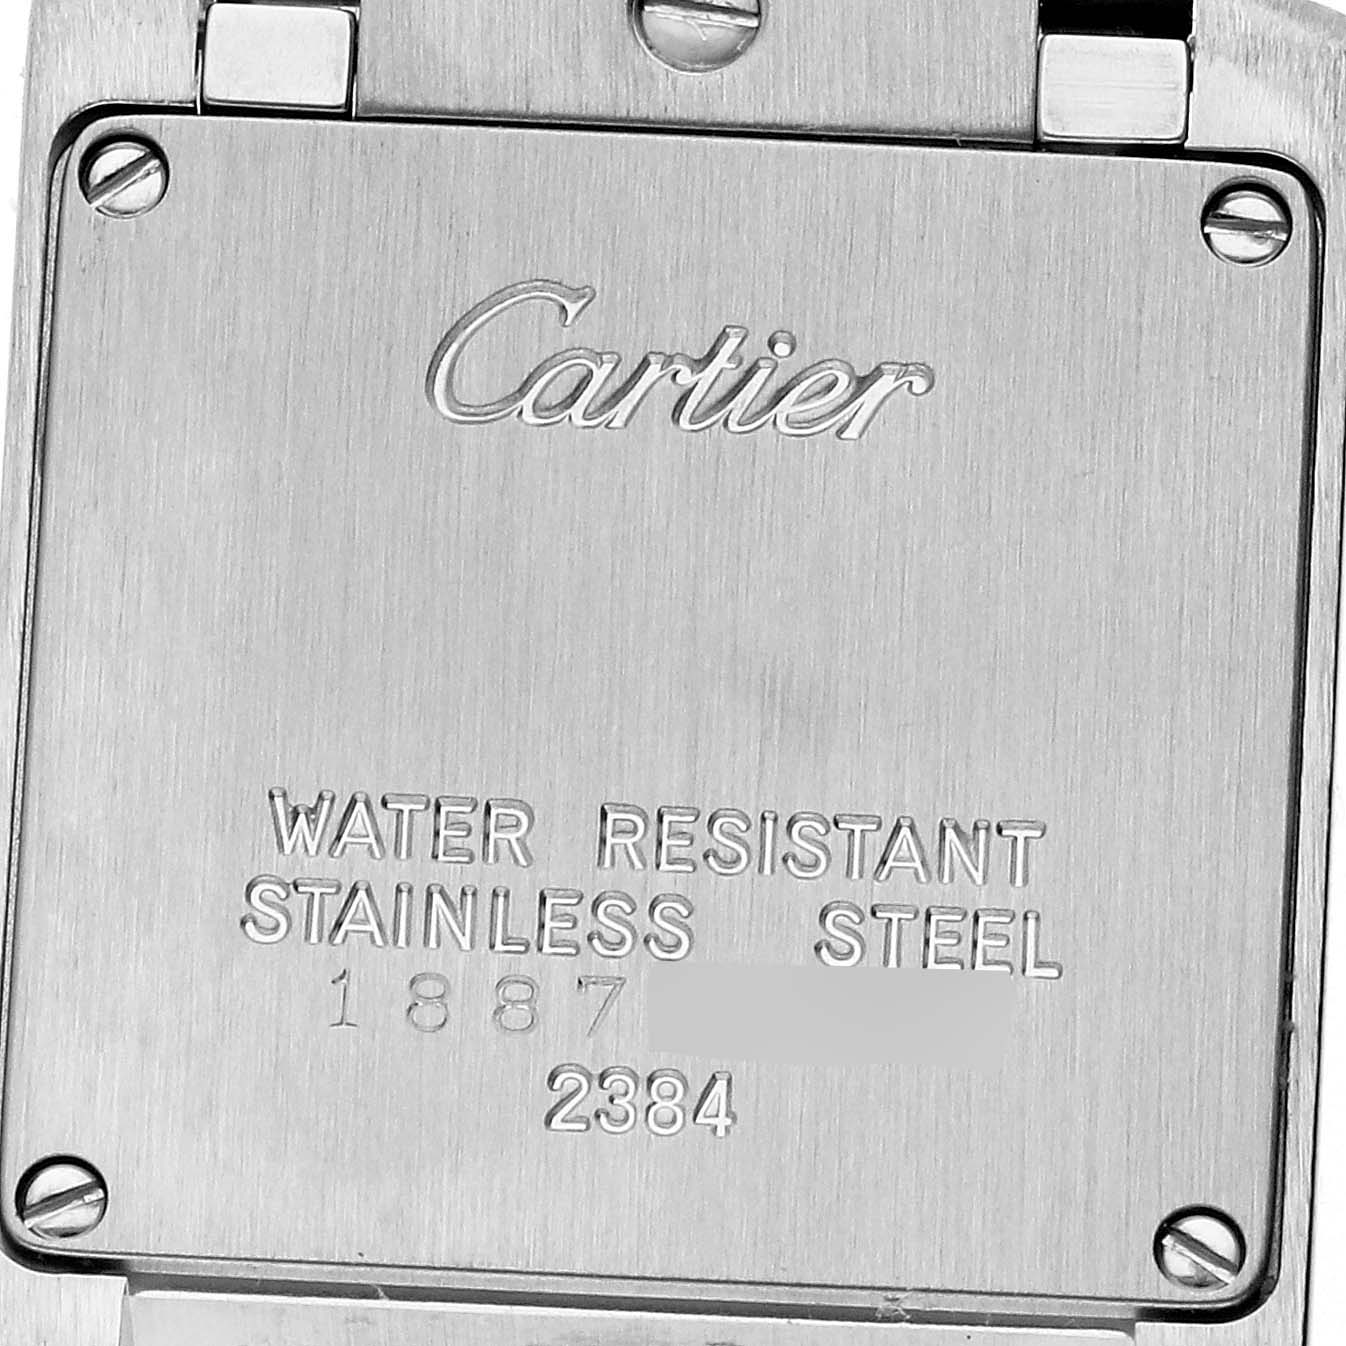 Cartier
WATER RESISTANT
STAINLESS STEEL
1887
2384